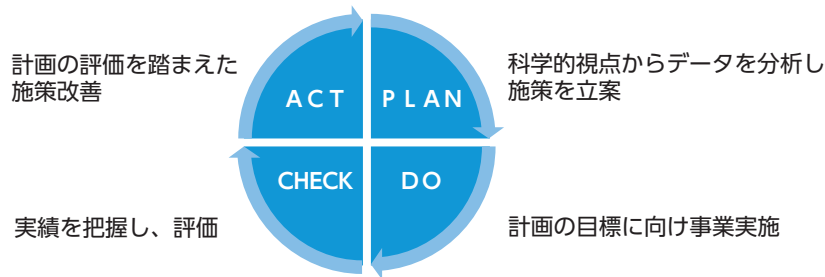 計画の評価を踏まえた
施策改善
ACT
PLAN
科学的視点からデータを分析し
施策を立案
実績を把握し、評価
CHECK
DO
計画の目標に向け事業実施